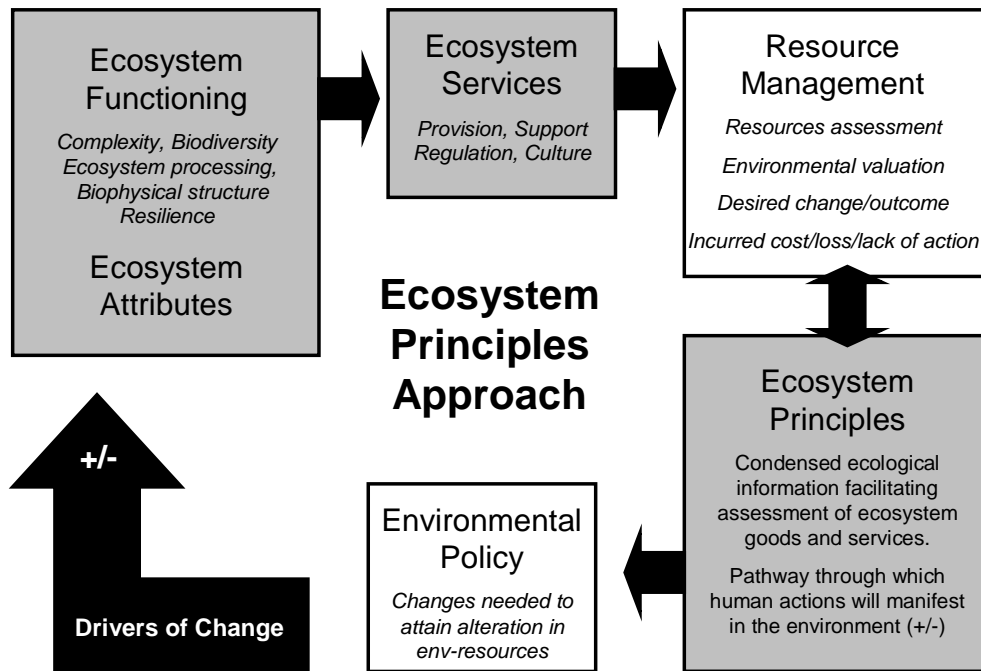 Ecosystem
Functioning
Complexity, Biodiversity
Ecosystem processing,
Biophysical structure
Resilience
Ecosystem
Attributes
Ecosystem
Services
Provision, Support
Regulation, Culture
Resource
Management
Resources assessment
Environmental valuation
Desired change/outcome
Incurred cost/loss/lack of action
Ecosystem
Principles
Approach
Ecosystem
Principles
Condensed ecological
information facilitating
assessment of ecosystem
goods and services.
Pathway through which
human actions will manifest
in the environment (+/-)
Environmental
Policy
Changes needed to
attain alteration in
env-resources
+/-
Drivers of Change